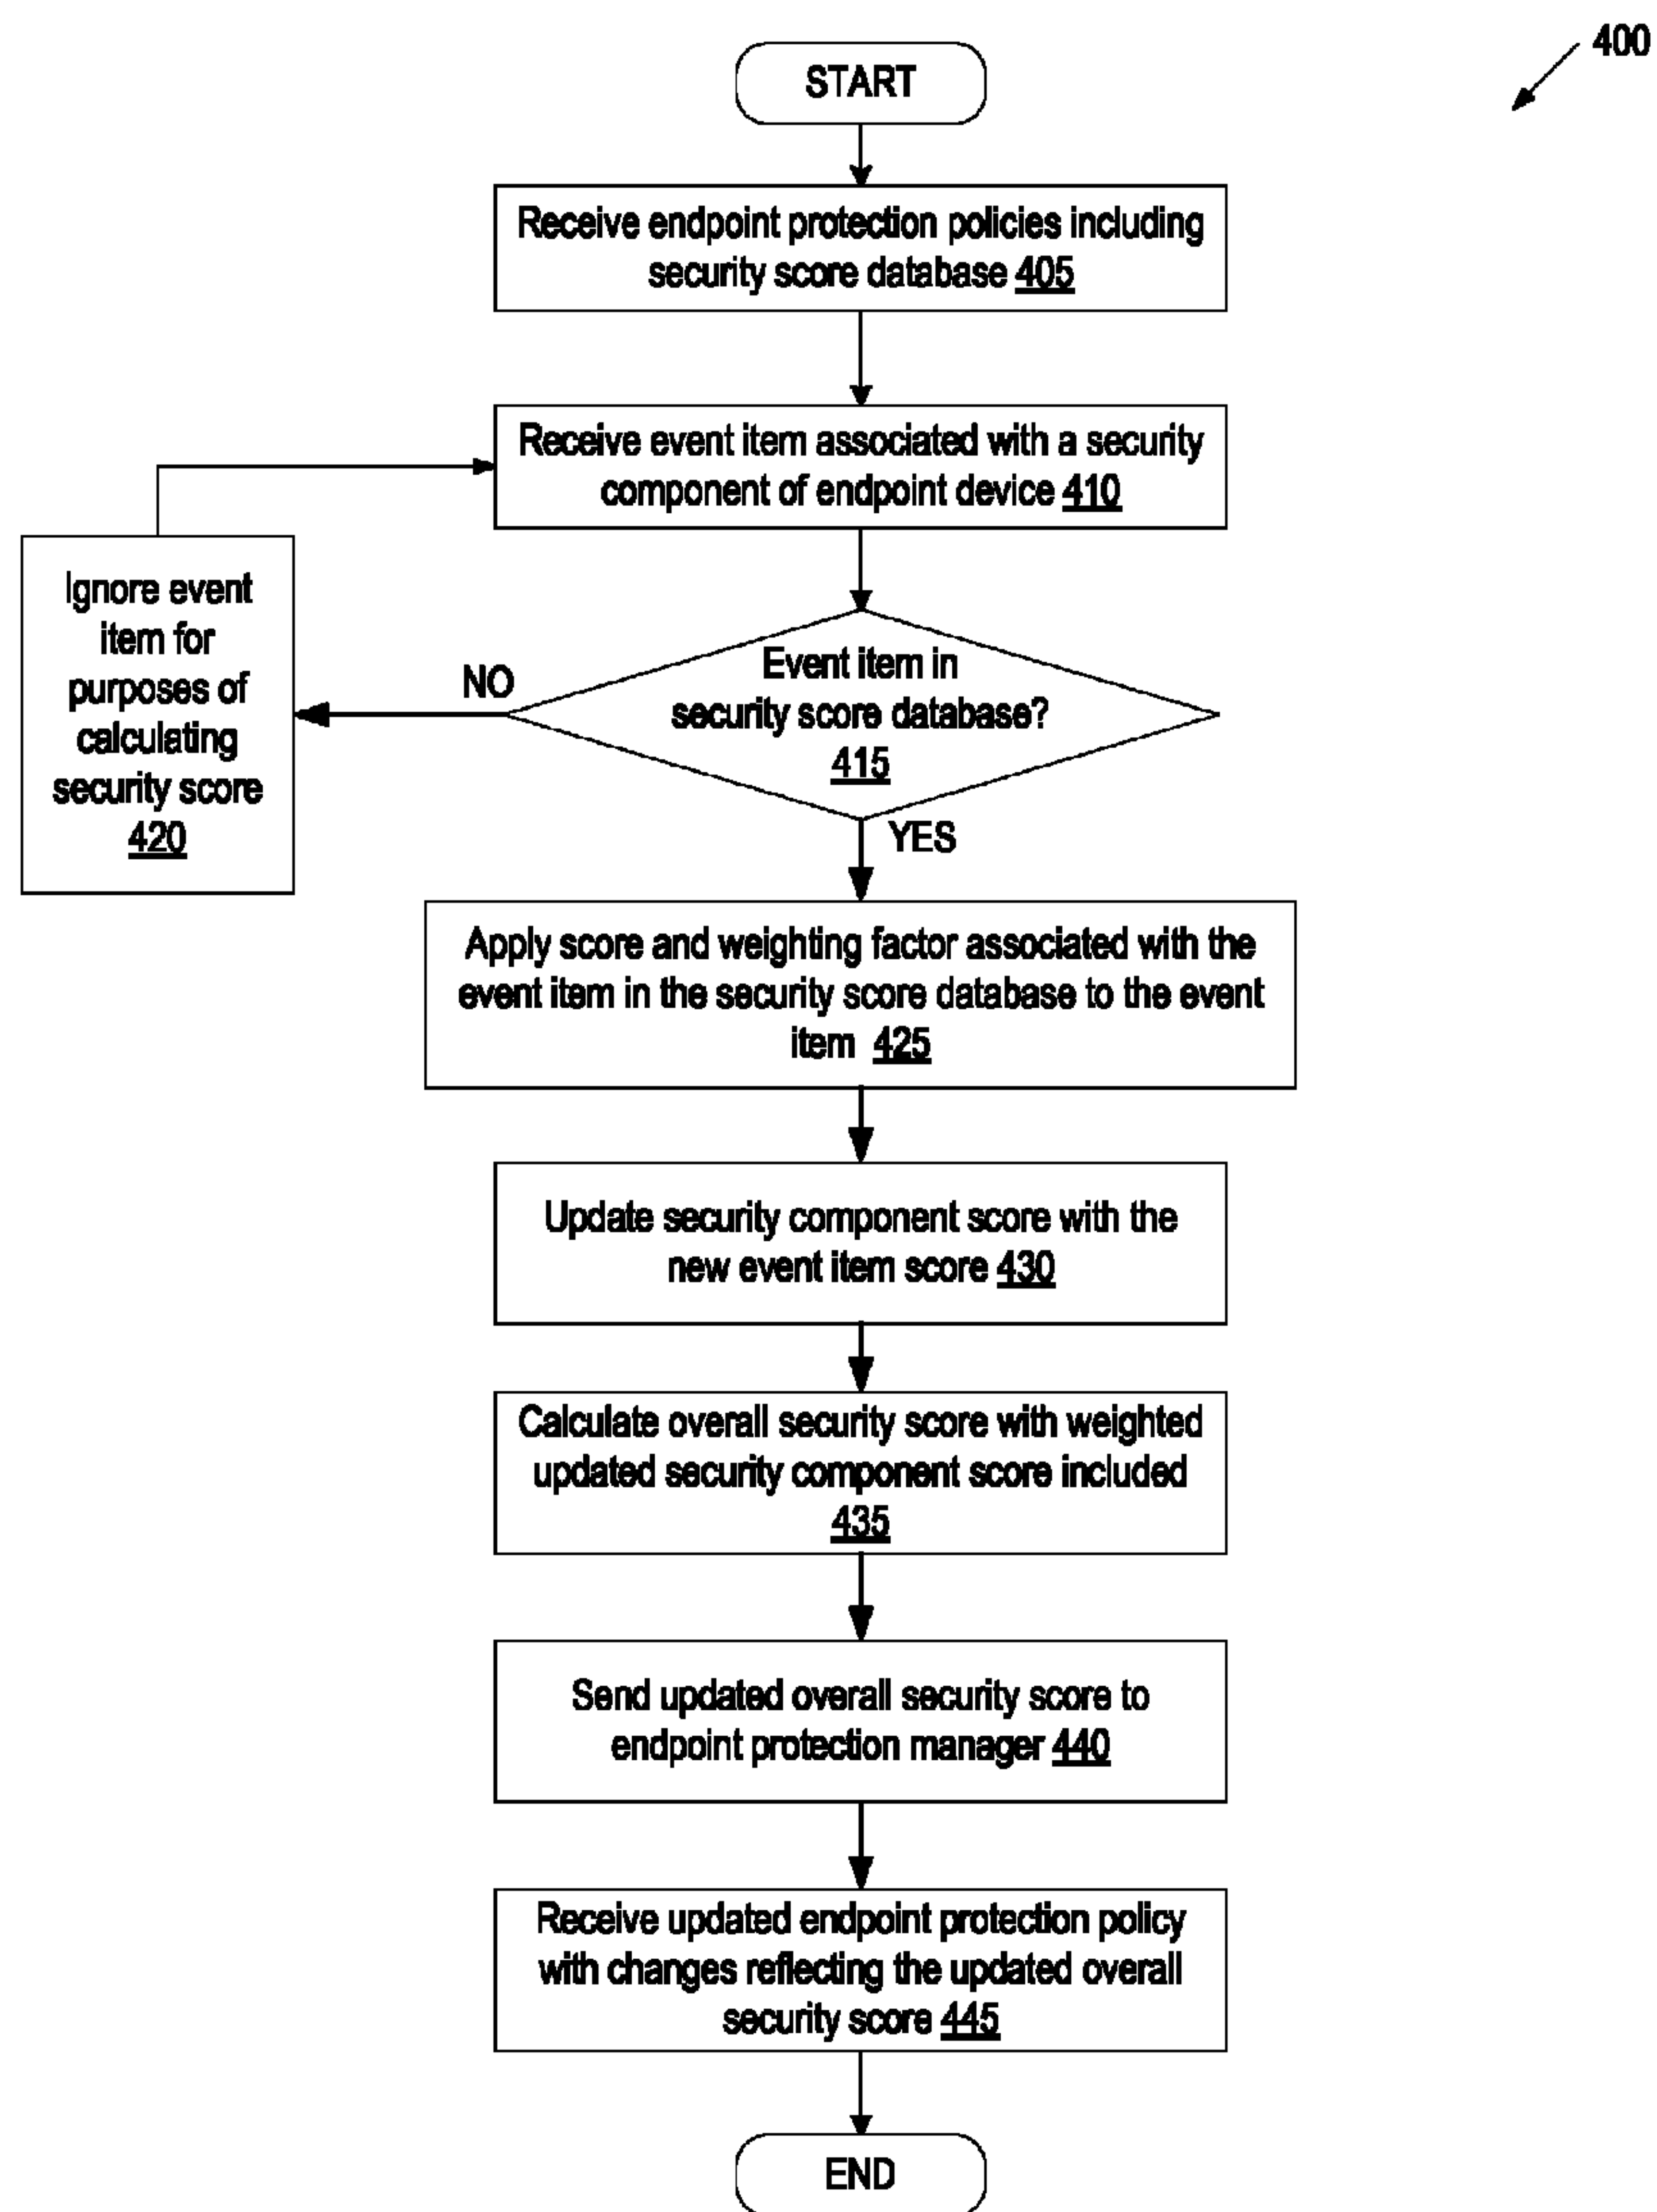 400
START
Receive endpoint protection policies including
security score database 405
Receive event item associated with a security
component of endpoint device 410
Event item in
security score database?
415
NO
Ignore event
item for
purposes of
calculating
security score
420
YES
Apply score and weighting factor associated with the
event item in the security score database to the event
item 425
Update security component score with the
new event item score 430
Calculate overall security score with weighted
updated security component score included
435
Send updated overall security score to
endpoint protection manager 440
Receive updated endpoint protection policy
with changes reflecting the updated overall
security score 445
END